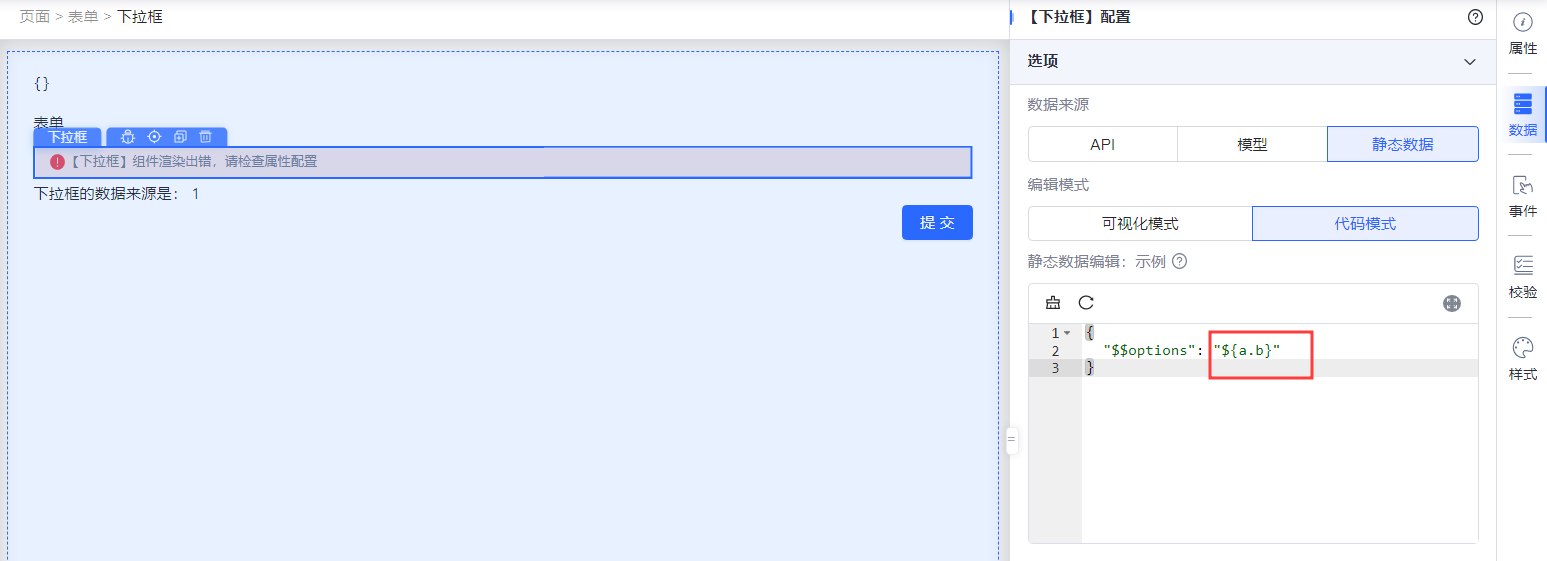 页面 > 表单 > 下拉框
{}
表单
下拉框
【下拉框】组件渲染出错，请检查属性配置
下拉框的数据来源是： 1
提 交
【下拉框】配置
选项
数据来源
API 模型 静态数据
编辑模式
可视化模式 代码模式
静态数据编辑：示例
1 {
2 "$$options": "${a.b}"
3 }
属性
数据
事件
校验
样式